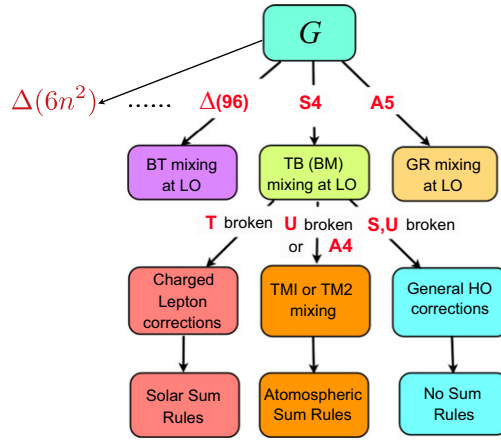 G
Δ(6n²) ...... Δ(96) S4 A5
BT mixing
at LO
TB (BM)
mixing at LO
GR mixing
at LO
T broken U broken S,U broken
or A4
Charged
Lepton
corrections
TMI or TM2
mixing
General HO
corrections
Solar Sum
Rules
Atomospheric
Sum Rules
No Sum
Rules